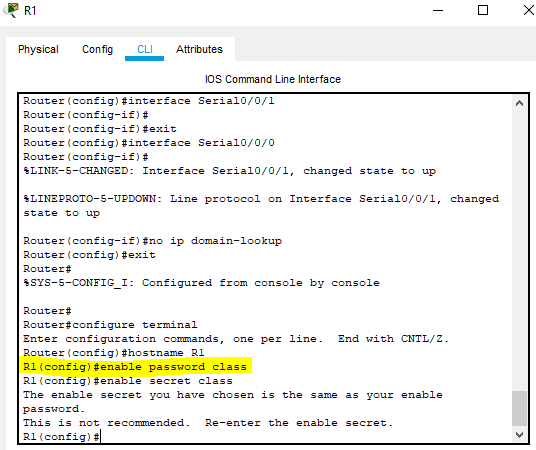 R1
Physical Config CLI Attributes
IOS Command Line Interface
Router(config)#interface Serial0/0/1
Router(config-if)#
Router(config-if)#exit
Router(config)#interface Serial0/0/0
Router(config-if)#
%LINK-5-CHANGED: Interface Serial0/0/1, changed state to up
%LINEPROTO-5-UPDOWN: Line protocol on Interface Serial0/0/1, changed
state to up
Router(config-if)#no ip domain-lookup
Router(config)#exit
Router#
%SYS-5-CONFIG_I: Configured from console by console
Router#
Router#configure terminal
Enter configuration commands, one per line.  End with CNTL/Z.
Router(config)#hostname R1
R1(config)#enable password class
R1(config)#enable secret class
The enable secret you have chosen is the same as your enable
password.
This is not recommended.  Re-enter the enable secret.
R1(config)#